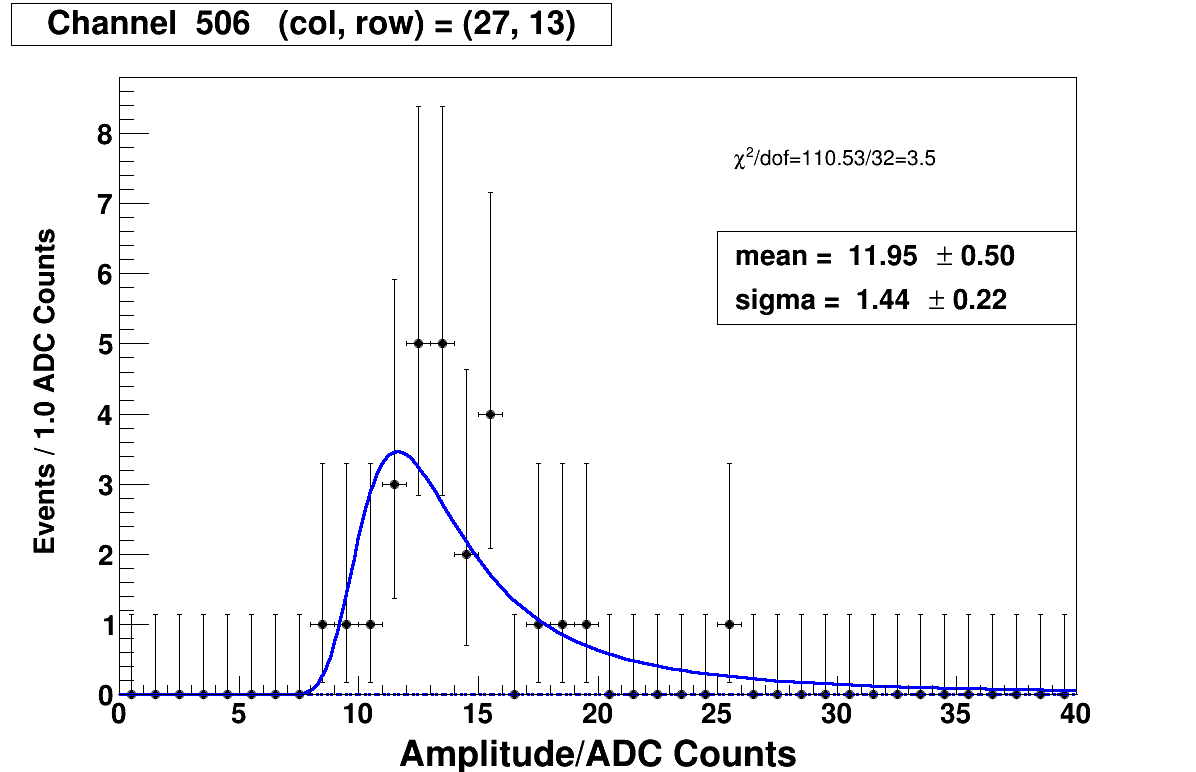 Channel 506 (col, row) = (27, 13)
χ²/dof=110.53/32=3.5
mean = 11.95 ± 0.50
sigma = 1.44 ± 0.22
Events / 1.0 ADC Counts
8
7
6
5
4
3
2
1
0
0 5 10 15 20 25 30 35 40
Amplitude/ADC Counts